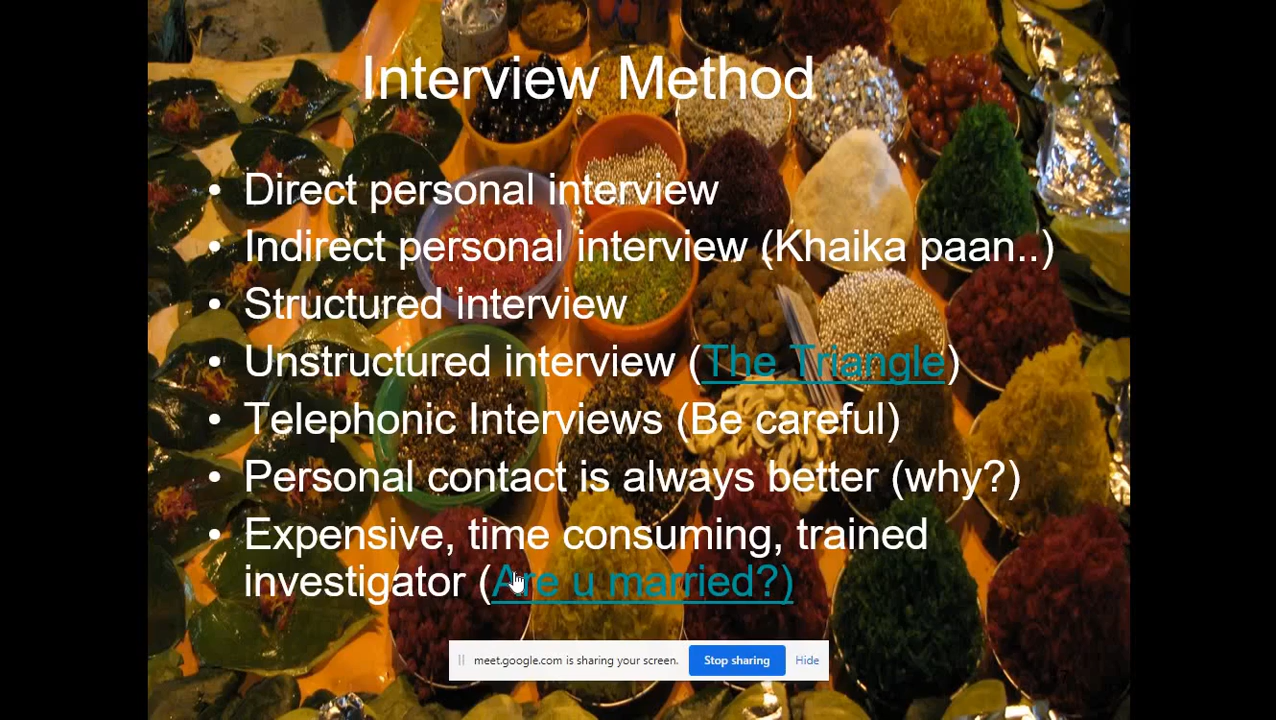 Interview Method
• Direct personal interview
• Indirect personal interview (Khaika paan..)
• Structured interview
• Unstructured interview (The Triangle)
• Telephonic Interviews (Be careful)
• Personal contact is always better (why?)
• Expensive, time consuming, trained
investigator (Are u married?)
meet.google.com is sharing your screen. Stop sharing Hide